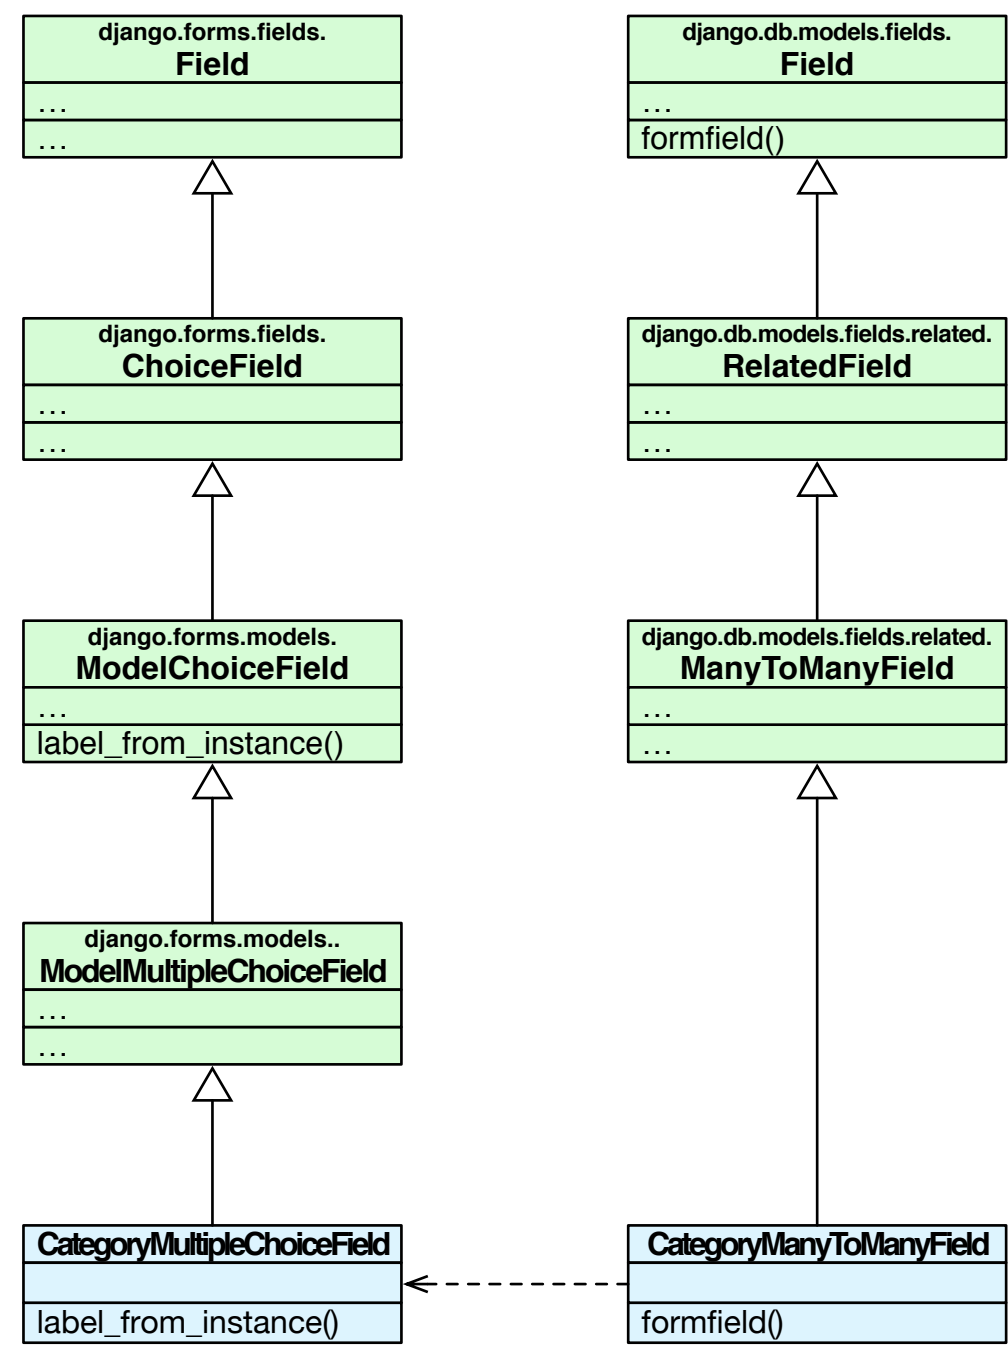 django.forms.fields.
Field
…
…
django.db.models.fields.
Field
…
formfield()
django.forms.fields.
ChoiceField
…
…
django.db.models.fields.related.
RelatedField
…
…
django.forms.models.
ModelChoiceField
…
label_from_instance()
django.db.models.fields.related.
ManyToManyField
…
…
django.forms.models..
ModelMultipleChoiceField
…
…
CategoryMultipleChoiceField
label_from_instance()
CategoryManyToManyField
formfield()